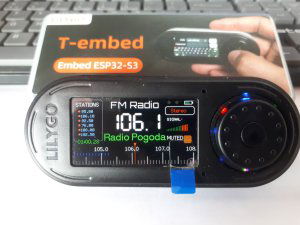 T-embed
Embed ESP32-S3
LILYGO
STATIONS
FM Radio
Stereo
SIGNAL
106.1
MUTED
Radio Pogoda
105.0
106.0
107.0
108.